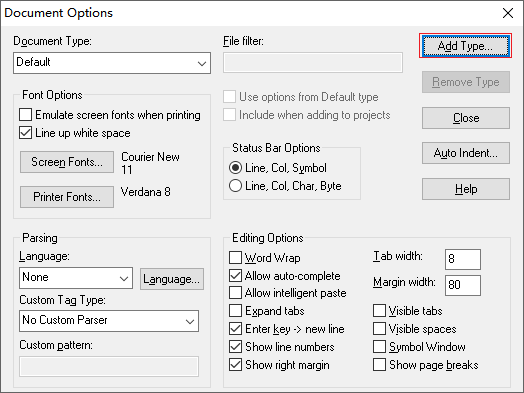 Document Options
Document Type:
File filter:
Add Type...
Default
Remove Type
Font Options
Use options from Default type
Emulate screen fonts when printing
Include when adding to projects
Line up white space
Close
Screen Fonts...
Courier New
11
Status Bar Options
Line, Col, Symbol
Auto Indent...
Printer Fonts...
Verdana 8
Line, Col, Char, Byte
Help
Parsing
Language:
None
Language...
Custom Tag Type:
No Custom Parser
Custom pattern:
Editing Options
Word Wrap
Tab width:
8
Allow auto-complete
Allow intelligent paste
Margin width:
80
Expand tabs
Visible tabs
Enter key -> new line
Visible spaces
Show line numbers
Symbol Window
Show right margin
Show page breaks